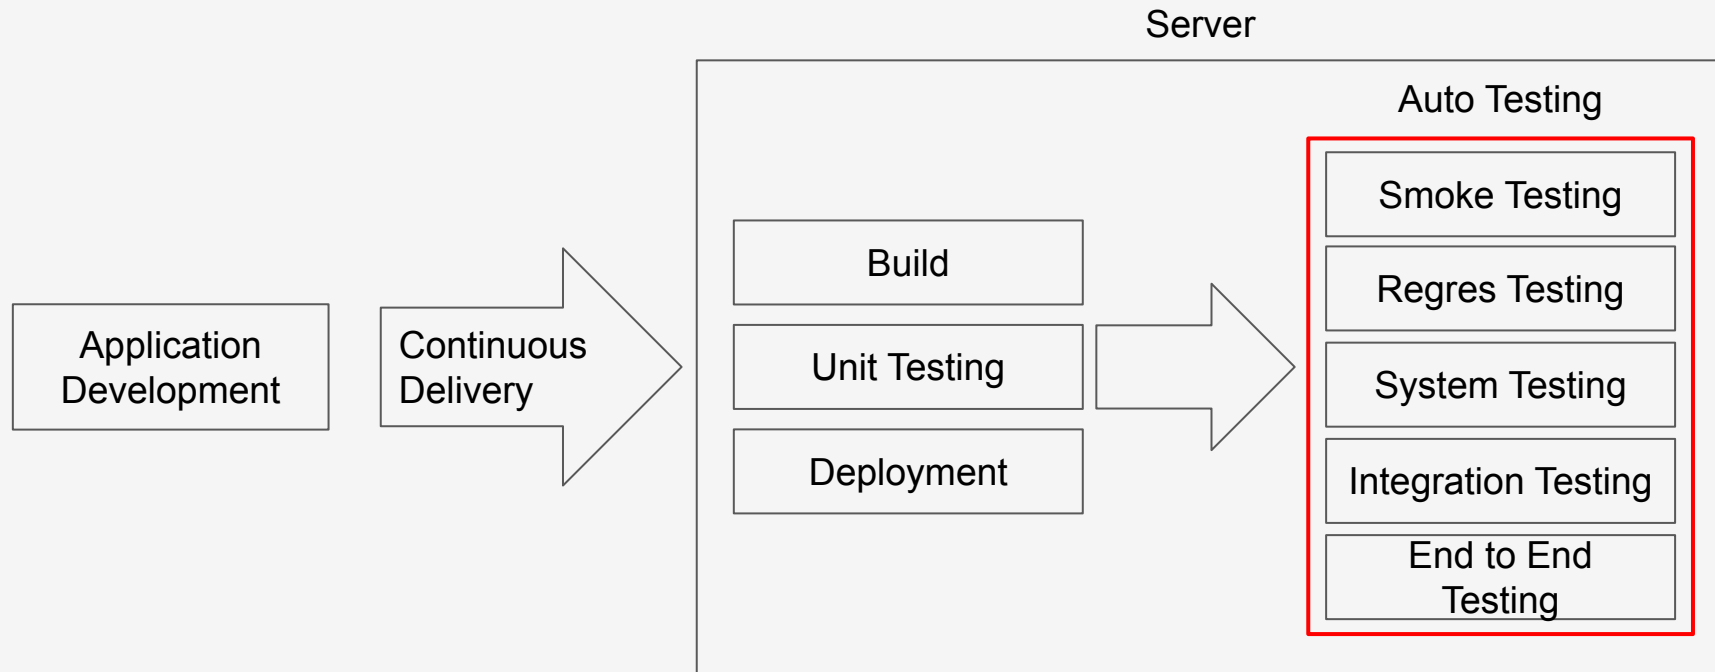 Server
Auto Testing
Application
Development
Continuous
Delivery
Build
Unit Testing
Deployment
Smoke Testing
Regres Testing
System Testing
Integration Testing
End to End
Testing